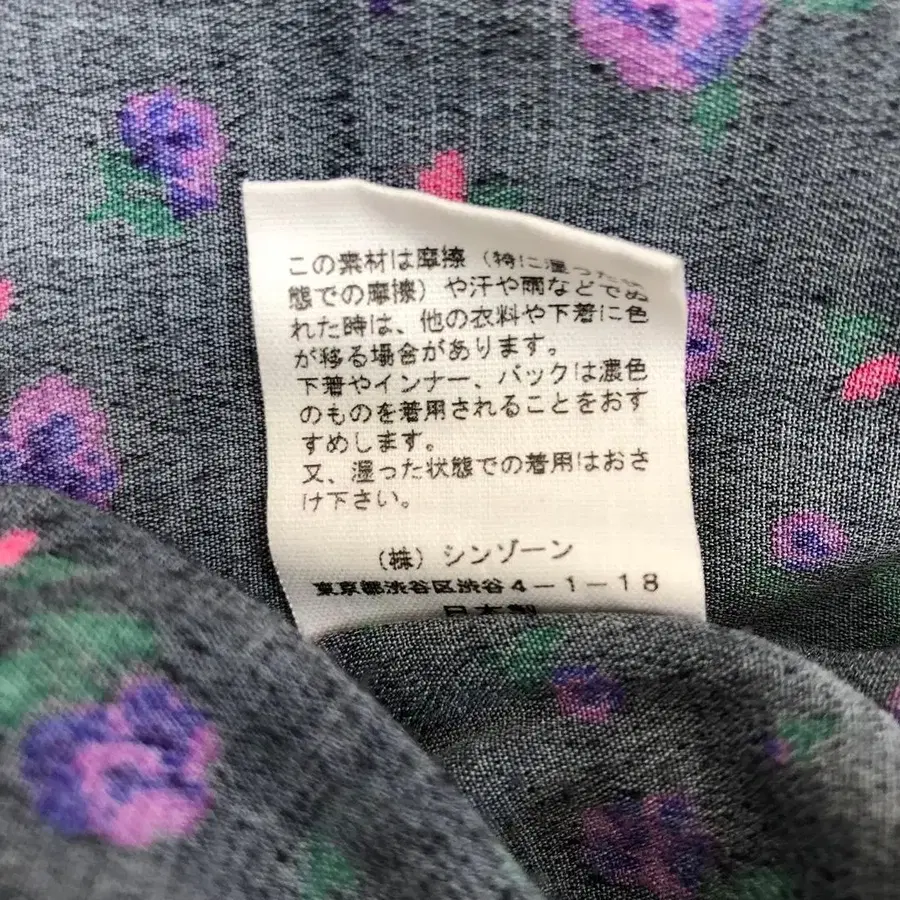 この素材は摩擦（特に湿った状
態での摩擦）や汗や雨などでぬ
れた時は、他の衣料や下着に色
が移る場合があります。
下着やインナー、バックは濃色
のものを着用されることをおす
すめします。
又、湿った状態での着用はおさ
け下さい。
（株）シンゾーン
東京都渋谷区渋谷4－1－18
日本製